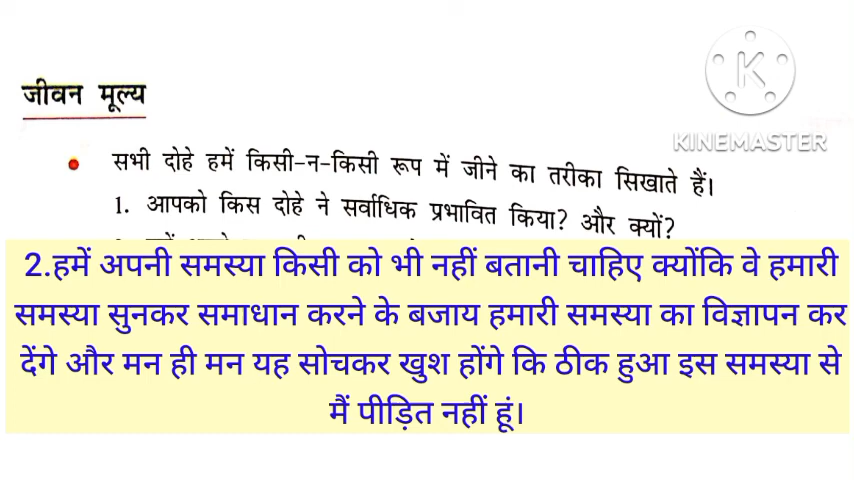 KINEMASTER
जीवन मूल्य
सभी दोहे हमें किसी-न-किसी रूप में जीने का तरीका सिखाते हैं।
1. आपको किस दोहे ने सर्वाधिक प्रभावित किया? और क्यों?
2.हमें अपनी समस्या किसी को भी नहीं बतानी चाहिए क्योंकि वे हमारी
समस्या सुनकर समाधान करने के बजाय हमारी समस्या का विज्ञापन कर
देंगे और मन ही मन यह सोचकर खुश होंगे कि ठीक हुआ इस समस्या से
मैं पीड़ित नहीं हूं।